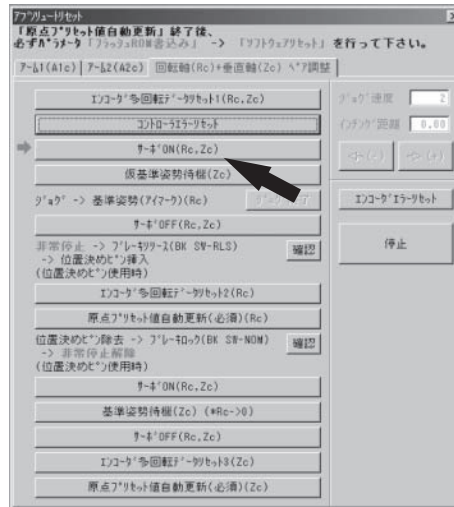 アブソリュートリセット
「原点プリセット値自動更新」終了後、
必ずパラメータ「フラッシュROM書込み」 -> 「ソフトウェアリセット」 を行って下さい。
アーム1(A1c) アーム2(A2c) 回転軸(Rc)+垂直軸(Zc) ペア調整
エンコーダ多回転データリセット1(Rc,Zc)
コントローラエラーリセット
サーボON(Rc,Zc)
仮基準姿勢待機(Zc)
ジョグ -> 基準姿勢(アイマーク)(Rc)
サーボOFF(Rc,Zc)
非常停止 -> ブレーキリリース(BK SW-RLS)
-> 位置決めピン挿入
(位置決めピン使用時)
確認
エンコーダ多回転データリセット2(Rc)
原点プリセット値自動更新(必須)(Rc)
位置決めピン除去 -> ブレーキロック(BK SW-NOM)
-> 非常停止解除
(位置決めピン使用時)
確認
サーボON(Rc,Zc)
基準姿勢待機(Zc) (*Rc->0)
サーボOFF(Rc,Zc)
エンコーダ多回転データリセット3(Zc)
原点プリセット値自動更新(必須)(Zc)
ジョグ速度 2
インチング距離 0.00
<-(-) ->(+)
エンコーダエラーリセット
停止